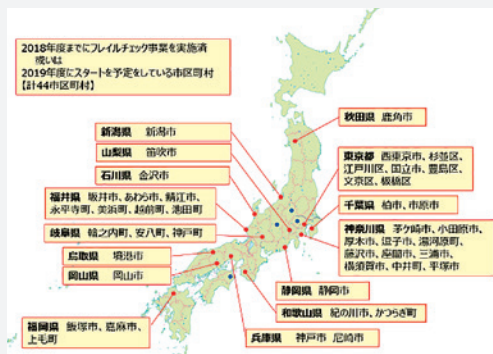 2018年度までにフレイルチェック事業を実施済
或いは
2019年度にスタートを予定をしている市区町村
【計44市区町村】
秋田県 鹿角市
新潟県 新潟市
山梨県 笛吹市
石川県 金沢市
福井県 坂井市、あわら市、鯖江市、
永平寺町、美浜町、越前町、池田町
岐阜県 輪之内町、安八町、神戸町
鳥取県 境港市
岡山県 岡山市
福岡県 飯塚市、嘉麻市、
上毛町
東京都 西東京市、杉並区、
江戸川区、国立市、豊島区、
文京区、板橋区
千葉県 柏市、市原市
神奈川県 茅ケ崎市、小田原市、
厚木市、逗子市、湯河原町、
藤沢市、座間市、三浦市、
横須賀市、中井町、平塚市
静岡県 静岡市
和歌山県 紀の川市、かつらぎ町
兵庫県 神戸市 尼崎市